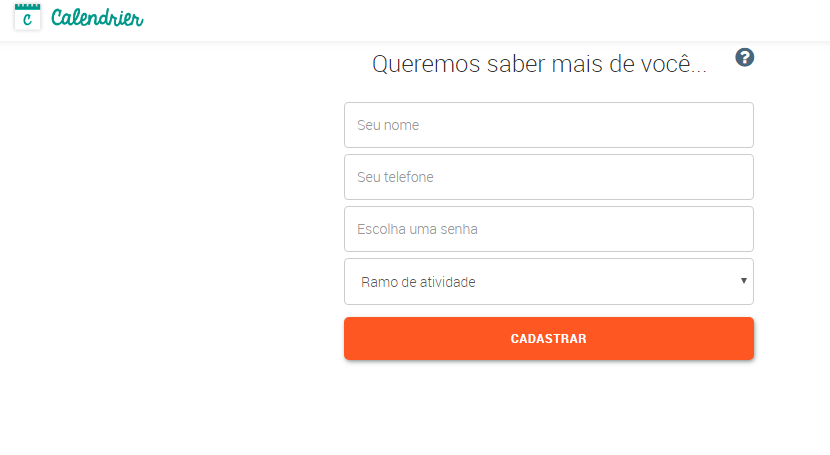 C Calendrier
Queremos saber mais de você... ?
Seu nome
Seu telefone
Escolha uma senha
Ramo de atividade
CADASTRAR